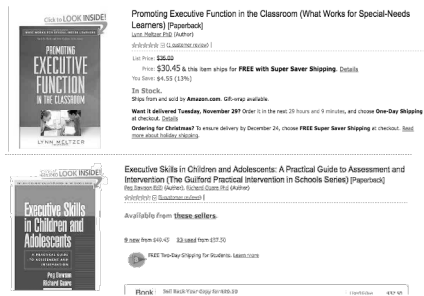 Click to LOOK INSIDE!
PROMOTING
EXECUTIVE
FUNCTION
IN THE CLASSROOM
LYNN MELTZER
Promoting Executive Function in the Classroom (What Works for Special-Needs
Learners) [Paperback]
Lynn Meltzer PhD (Author)
(1 customer review)
List Price: $35.00
Price: $30.45 & this item ships for FREE with Super Saver Shipping. Details
You Save: $4.55 (13%)
In Stock.
Ships from and sold by Amazon.com. Gift-wrap available.
Want it delivered Tuesday, November 29? Order it in the next 29 hours and 9 minutes, and choose One-Day Shipping
at checkout. Details
Ordering for Christmas? To ensure delivery by December 24, choose FREE Super Saver Shipping at checkout. Read
more about holiday shipping.
LOOK INSIDE!
Executive Skills
in Children and
Adolescents
A PRACTICAL GUIDE
TO ASSESSMENT AND
INTERVENTION
Peg Dawson
Richard Guare
Executive Skills in Children and Adolescents: A Practical Guide to Assessment and
Intervention (The Guilford Practical Intervention in Schools Series) [Paperback]
Peg Dawson EdD (Author), Richard Guare PhD (Author)
Available from these sellers.
9 new from $49.45 23 used from $37.50
FREE Two-Day Shipping for Students. Learn more
Book Sell Back Your Copy for